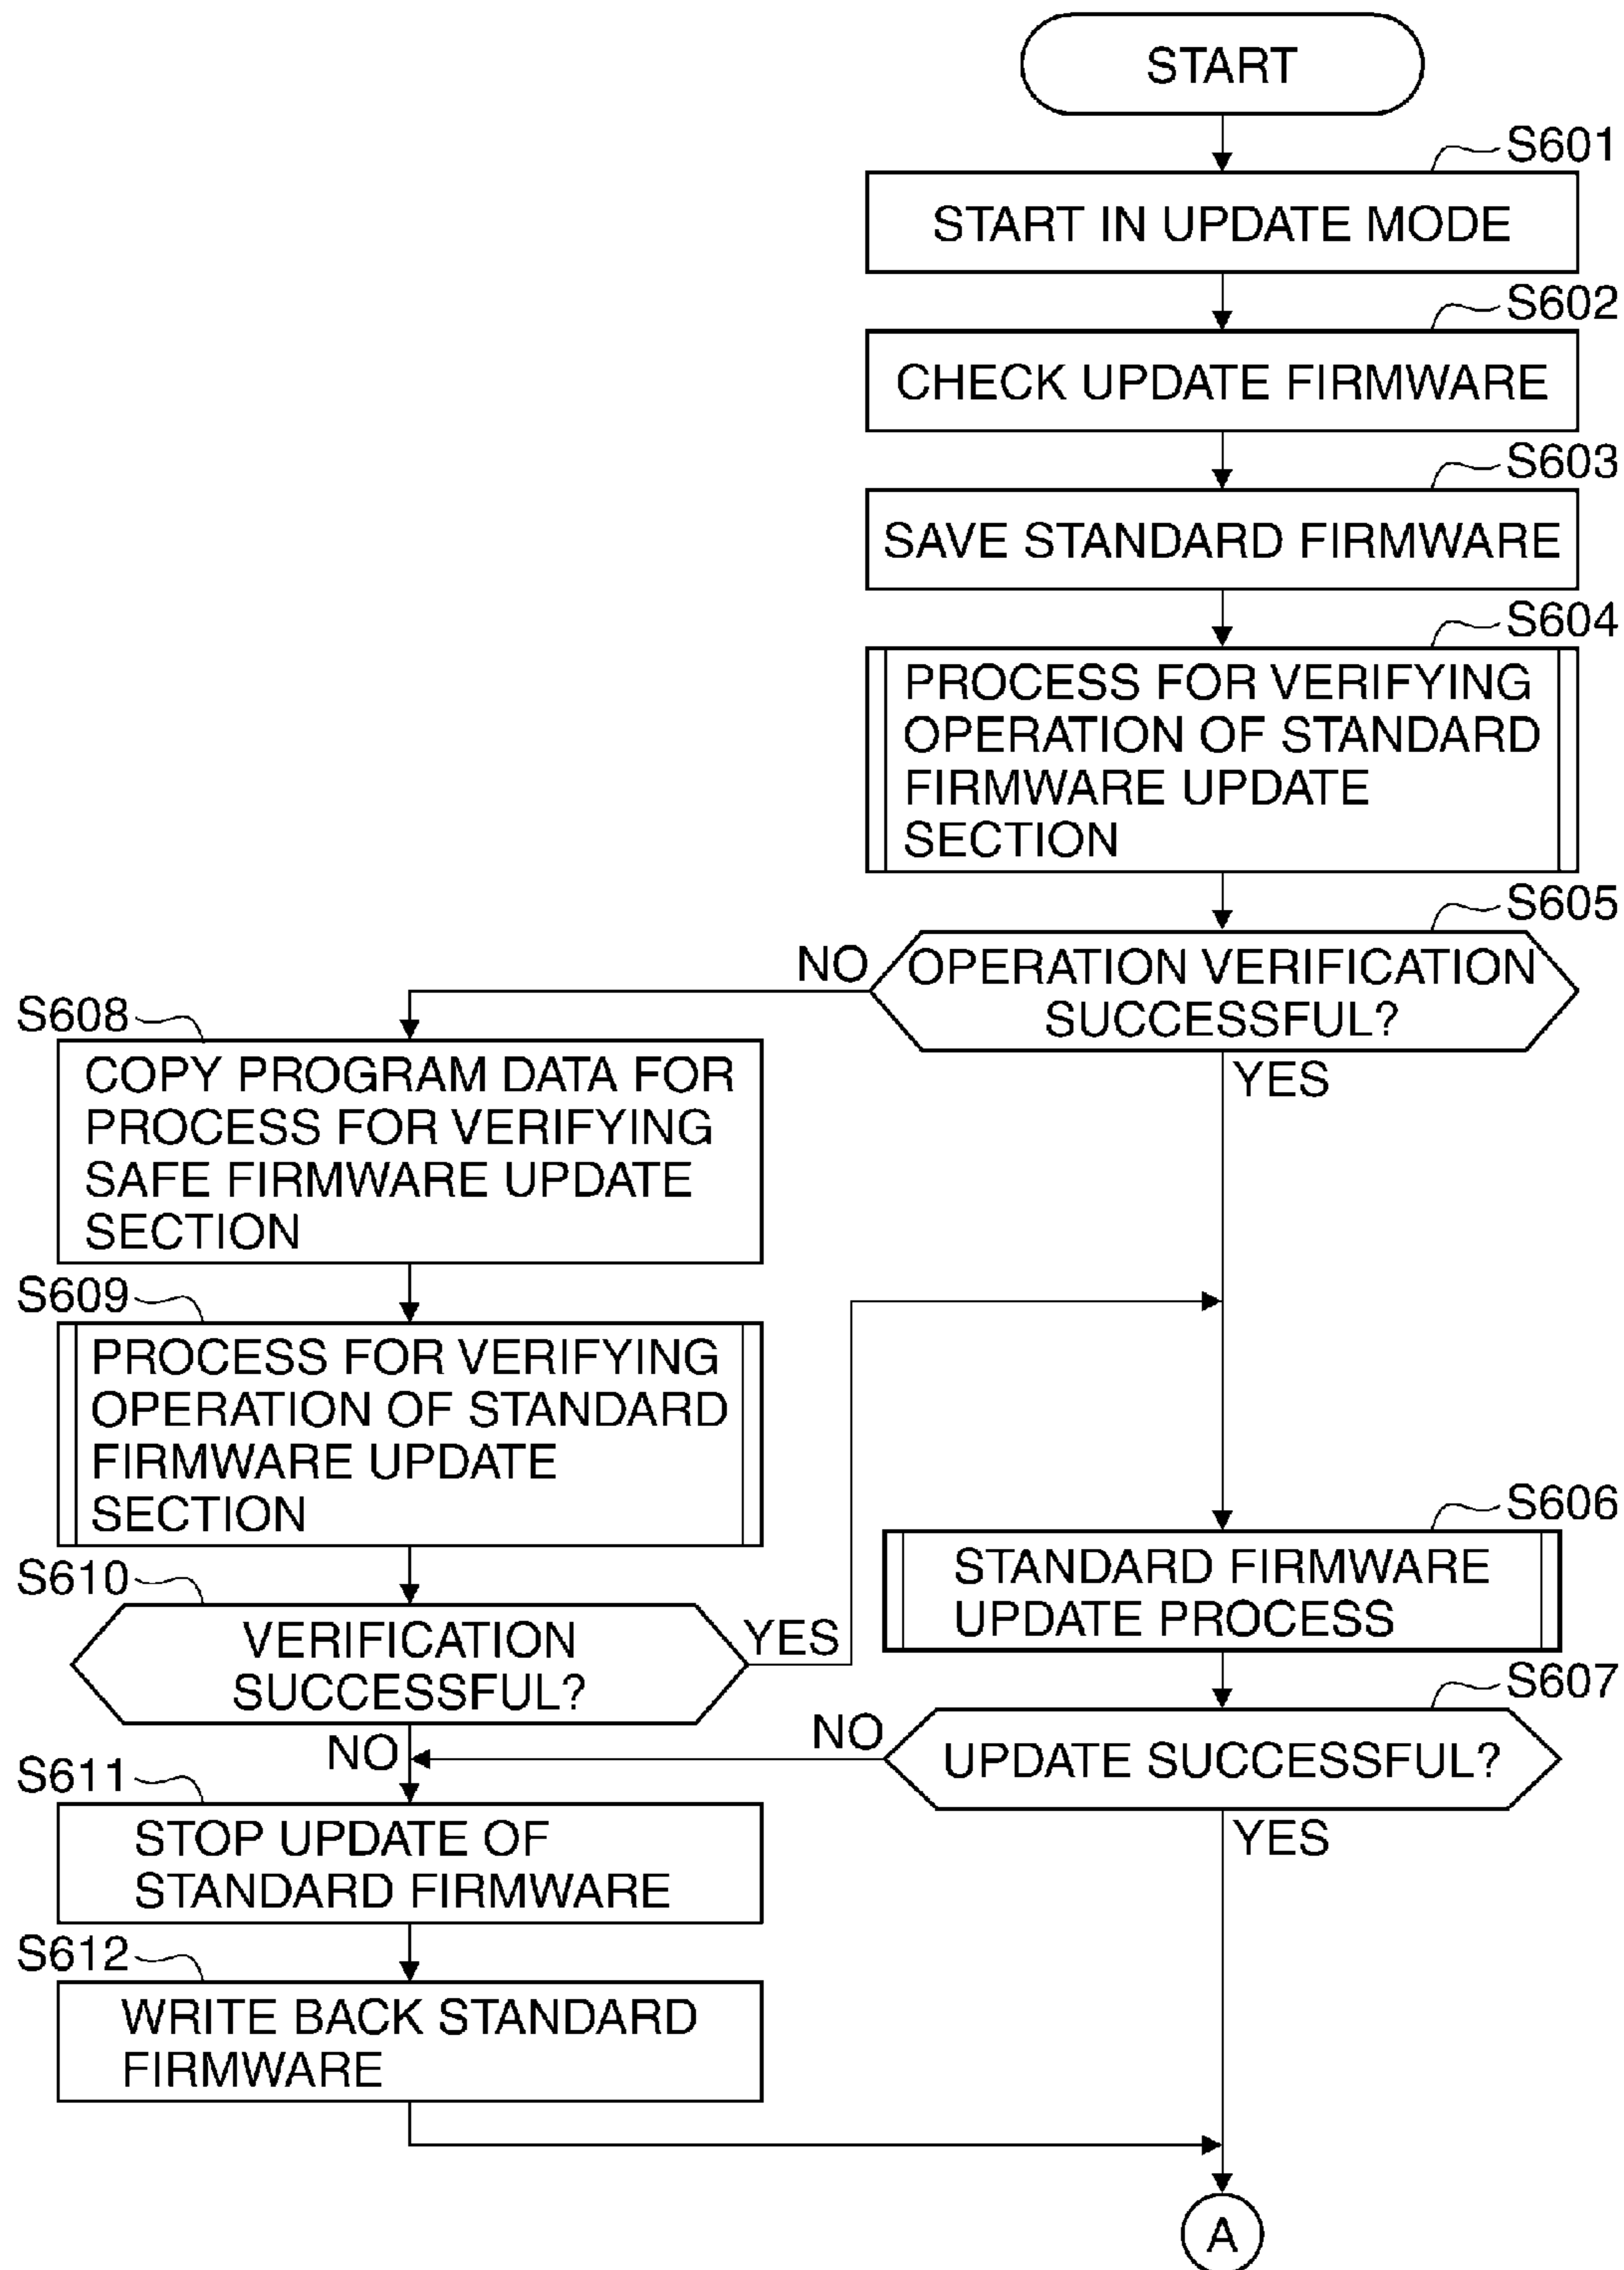 START
S601
START IN UPDATE MODE
S602
CHECK UPDATE FIRMWARE
S603
SAVE STANDARD FIRMWARE
S604
PROCESS FOR VERIFYING
OPERATION OF STANDARD
FIRMWARE UPDATE
SECTION
S605
OPERATION VERIFICATION
SUCCESSFUL?
NO
YES
S608
COPY PROGRAM DATA FOR
PROCESS FOR VERIFYING
SAFE FIRMWARE UPDATE
SECTION
S609
PROCESS FOR VERIFYING
OPERATION OF STANDARD
FIRMWARE UPDATE
SECTION
S610
VERIFICATION
SUCCESSFUL?
YES
NO
S606
STANDARD FIRMWARE
UPDATE PROCESS
S607
UPDATE SUCCESSFUL?
NO
YES
S611
STOP UPDATE OF
STANDARD FIRMWARE
S612
WRITE BACK STANDARD
FIRMWARE
A